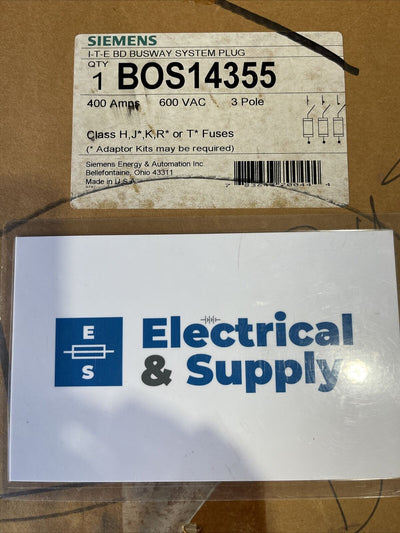 SIEMENS
I-T-E BD BUSWAY SYSTEM PLUG
QTY
1 BOS14355
400 Amps 600 VAC 3 Pole
Class H,J*,K,R* or T* Fuses
(* Adaptor Kits may be required)
Siemens Energy & Automation Inc.
Bellefontaine, Ohio 43311
Made in U.S.A.
E
S
Electrical
& Supply